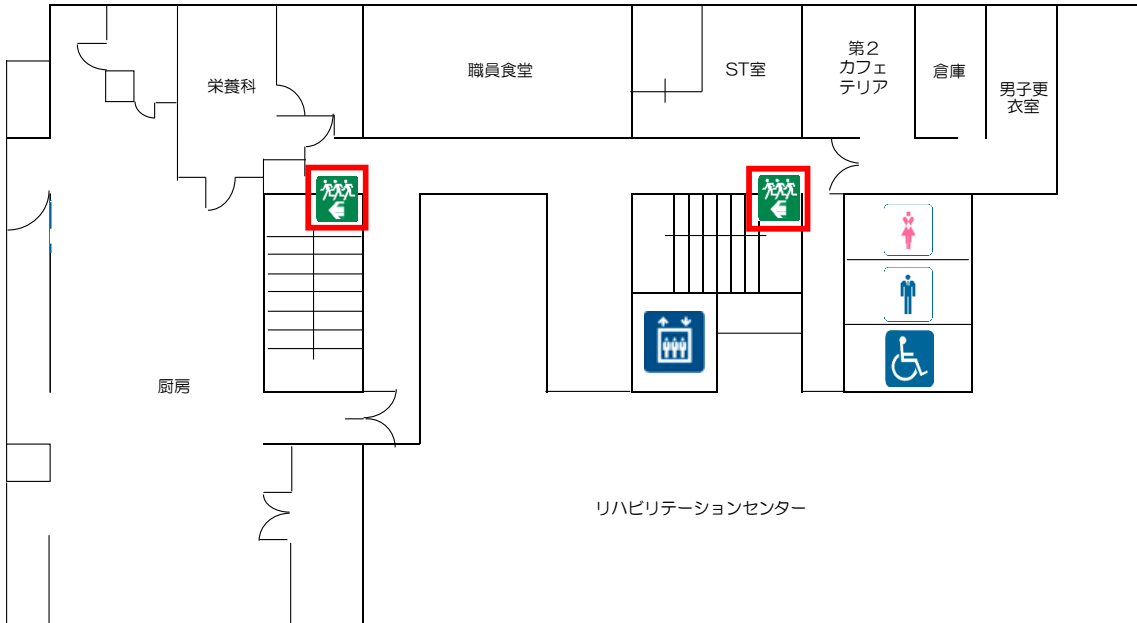 栄養科
職員食堂
ST室
第2
カフェ
テリア
倉庫
男子更
衣室
厨房
リハビリテーションセンター